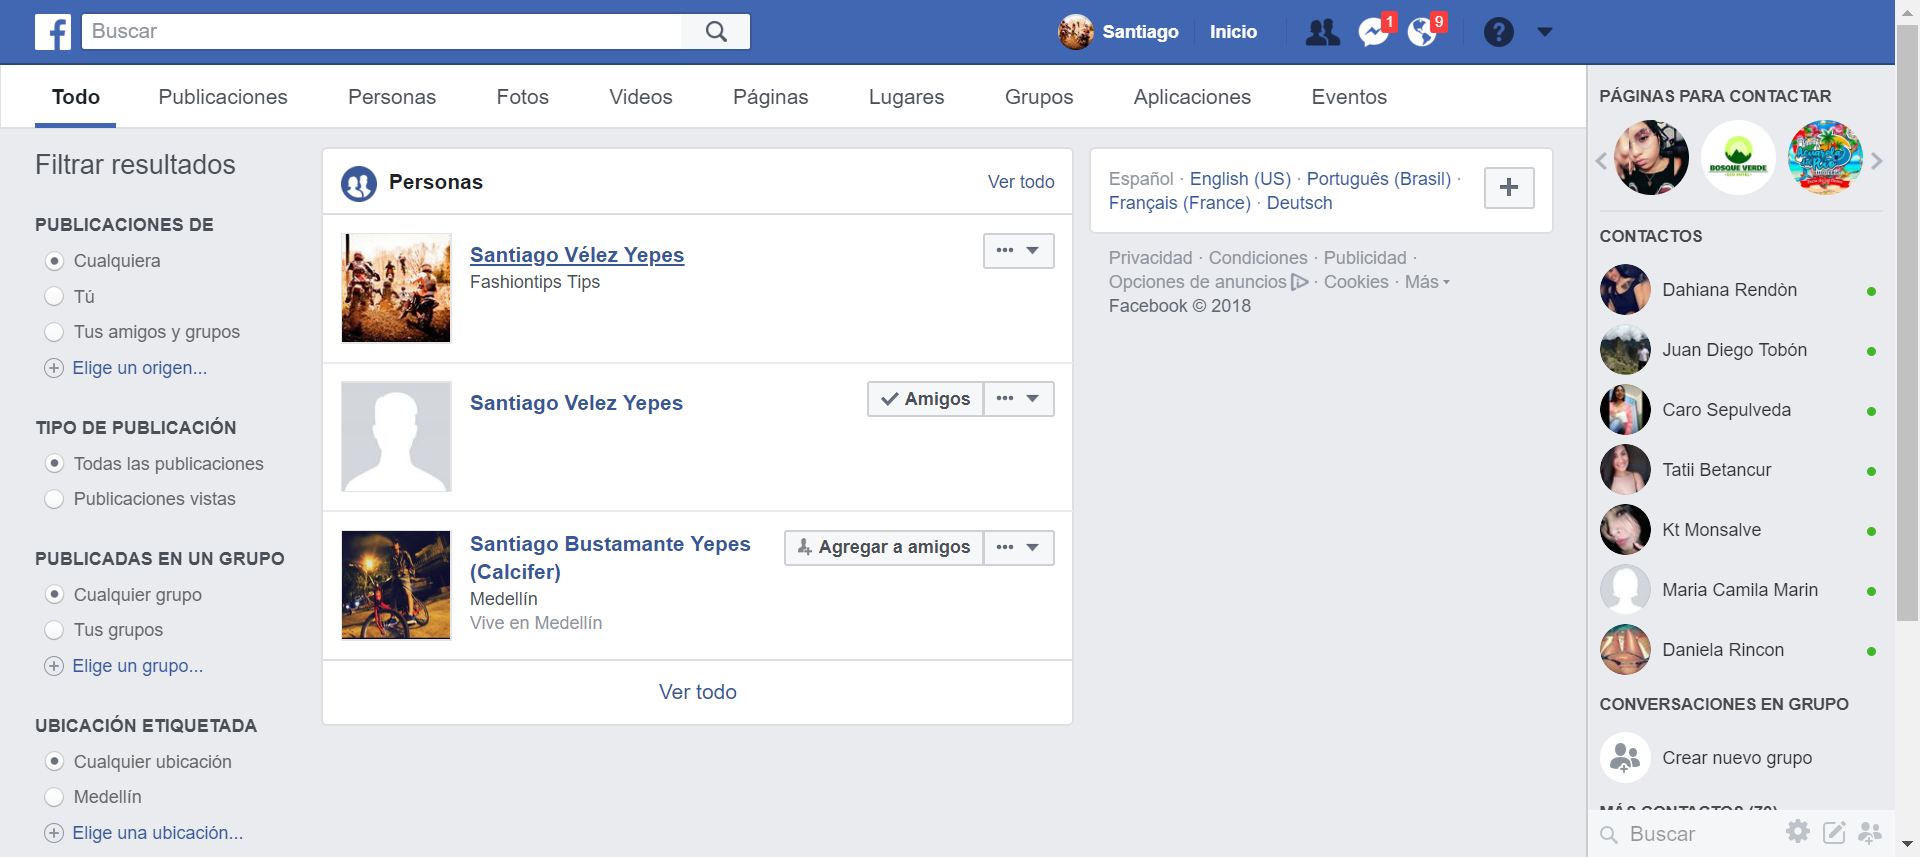 Buscar
Santiago
Inicio
1
9
Todo
Publicaciones
Personas
Fotos
Videos
Páginas
Lugares
Grupos
Aplicaciones
Eventos
Filtrar resultados
PUBLICACIONES DE
Cualquiera
Tú
Tus amigos y grupos
Elige un origen...
TIPO DE PUBLICACIÓN
Todas las publicaciones
Publicaciones vistas
PUBLICADAS EN UN GRUPO
Cualquier grupo
Tus grupos
Elige un grupo...
UBICACIÓN ETIQUETADA
Cualquier ubicación
Medellín
Elige una ubicación...
Personas
Ver todo
Santiago Vélez Yepes
Fashiontips Tips
Santiago Velez Yepes
Amigos
Santiago Bustamante Yepes
(Calcifer)
Agregar a amigos
Medellín
Vive en Medellín
Ver todo
Español · English (US) · Português (Brasil) ·
Français (France) · Deutsch
Privacidad · Condiciones · Publicidad ·
Opciones de anuncios · Cookies · Más
Facebook © 2018
PÁGINAS PARA CONTACTAR
BOSQUE VERDE
CONTACTOS
Dahiana Rendòn
Juan Diego Tobón
Caro Sepulveda
Tatii Betancur
Kt Monsalve
Maria Camila Marin
Daniela Rincon
CONVERSACIONES EN GRUPO
Crear nuevo grupo
MÁS CONTACTOS (70)
Buscar